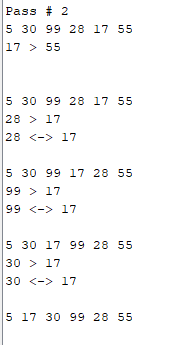 Pass # 2
5 30 99 28 17 55
17 > 55
5 30 99 28 17 55
28 > 17
28 <-> 17
5 30 99 17 28 55
99 > 17
99 <-> 17
5 30 17 99 28 55
30 > 17
30 <-> 17
5 17 30 99 28 55